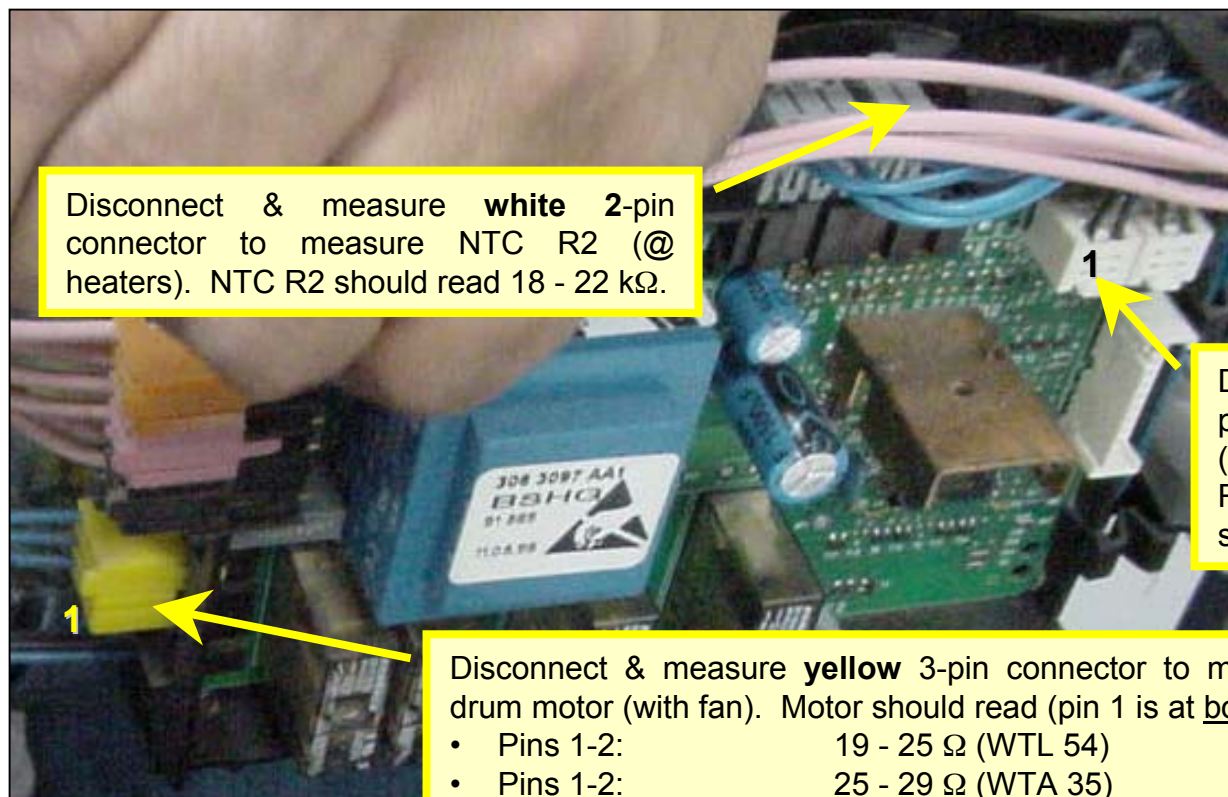 Disconnect & measure white 2-pin
connector to measure NTC R2 (@
heaters). NTC R2 should read 18 - 22 kΩ.
1
306 3097 AA1
BSHG
1
Disconnect & measure yellow 3-pin connector to
drum motor (with fan). Motor should read (pin 1 is at
• Pins 1-2: 19 - 25 Ω (WTL 54)
• Pins 1-2: 25 - 29 Ω (WTA 35)